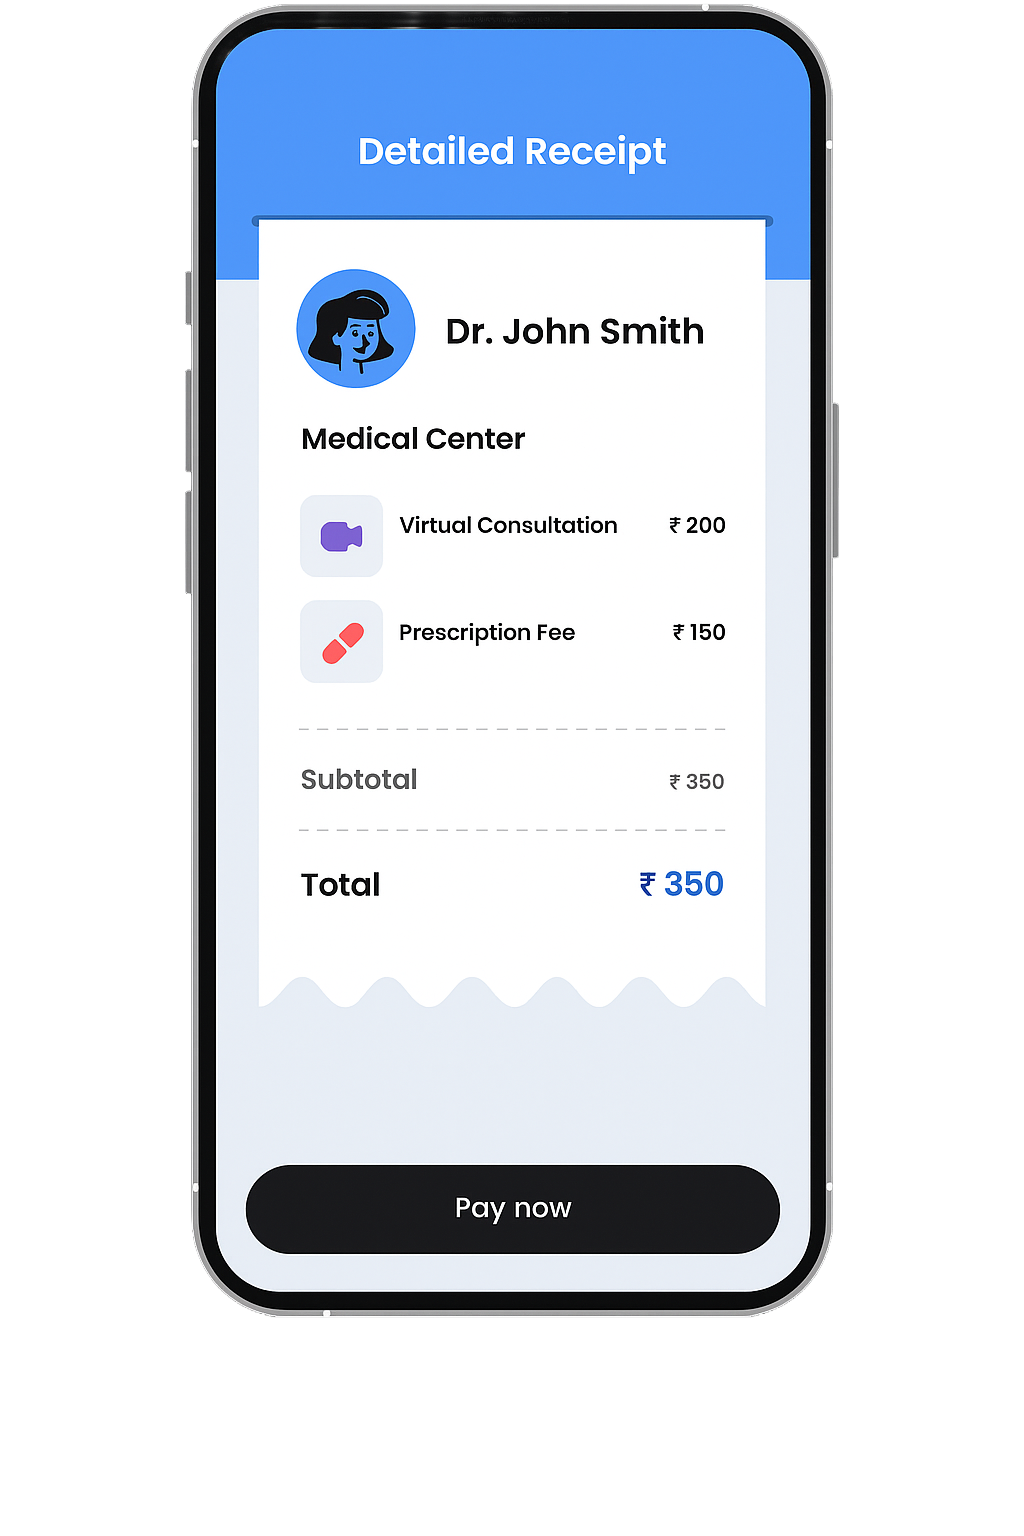 Detailed Receipt
Dr. John Smith
Medical Center
Virtual Consultation ₹ 200
Prescription Fee ₹ 150
Subtotal ₹ 350
Total ₹ 350
Pay now